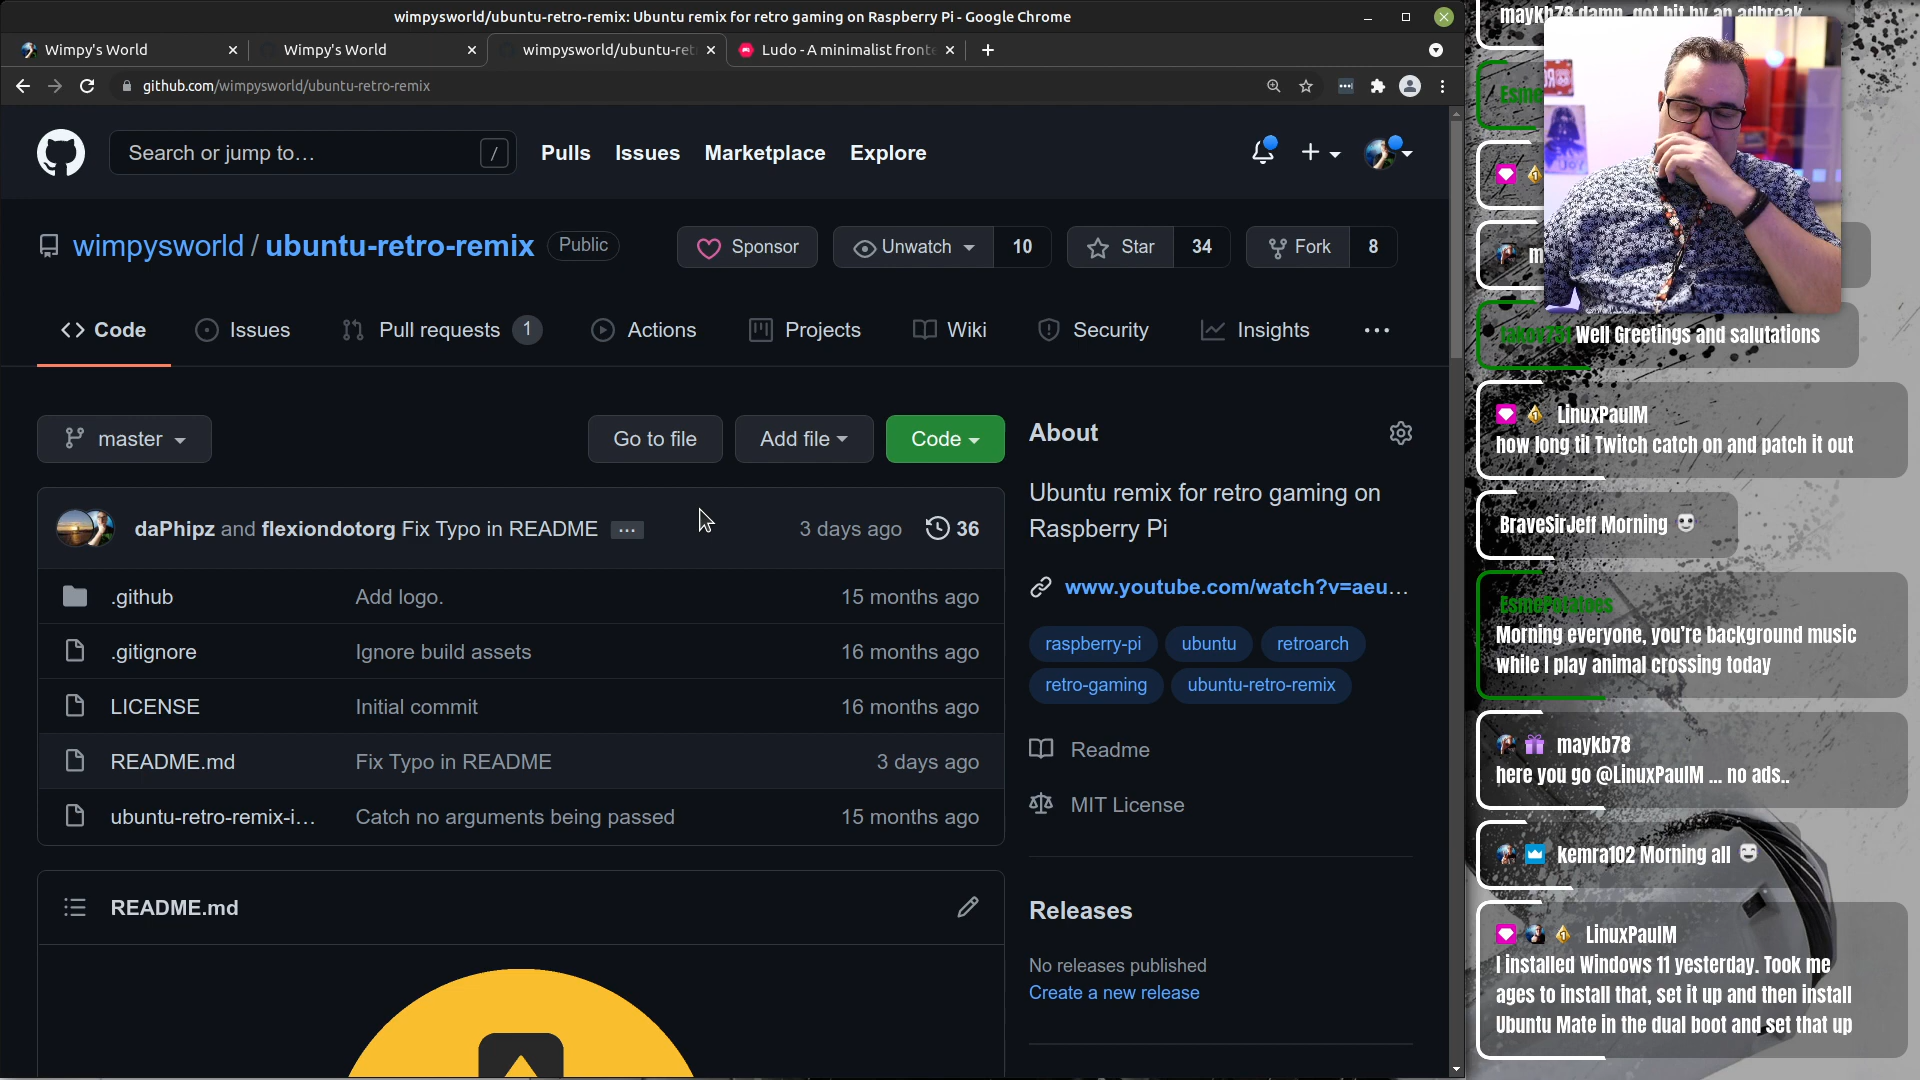 wimpysworld/ubuntu-retro-remix: Ubuntu remix for retro gaming on Raspberry Pi - Google Chrome
Wimpy's World
Wimpy's World
wimpysworld/ubuntu-ret
Ludo - A minimalist fronte
github.com/wimpysworld/ubuntu-retro-remix
Search or jump to…
/
Pulls
Issues
Marketplace
Explore
wimpysworld / ubuntu-retro-remix
Public
Sponsor
Unwatch
10
Star
34
Fork
8
Code
Issues
Pull requests
1
Actions
Projects
Wiki
Security
Insights
master
Go to file
Add file
Code
daPhipz and flexiondotorg Fix Typo in README ...
3 days ago
36
.github
Add logo.
15 months ago
.gitignore
Ignore build assets
16 months ago
LICENSE
Initial commit
16 months ago
README.md
Fix Typo in README
3 days ago
ubuntu-retro-remix-i…
Catch no arguments being passed
15 months ago
README.md
About
Ubuntu remix for retro gaming on
Raspberry Pi
www.youtube.com/watch?v=aeu…
raspberry-pi
ubuntu
retroarch
retro-gaming
ubuntu-retro-remix
Readme
MIT License
Releases
No releases published
Create a new release
maykb78 damn, got hit by an adbreak
Esme
m
Well Greetings and salutations
LinuxPaulM
how long til Twitch catch on and patch it out
BraveSirJeff Morning
EsmePotatoes
Morning everyone, you're background music
while I play animal crossing today
maykb78
here you go @LinuxPaulM ... no ads..
kemra102 Morning all
LinuxPaulM
I installed Windows 11 yesterday. Took me
ages to install that, set it up and then install
Ubuntu Mate in the dual boot and set that up